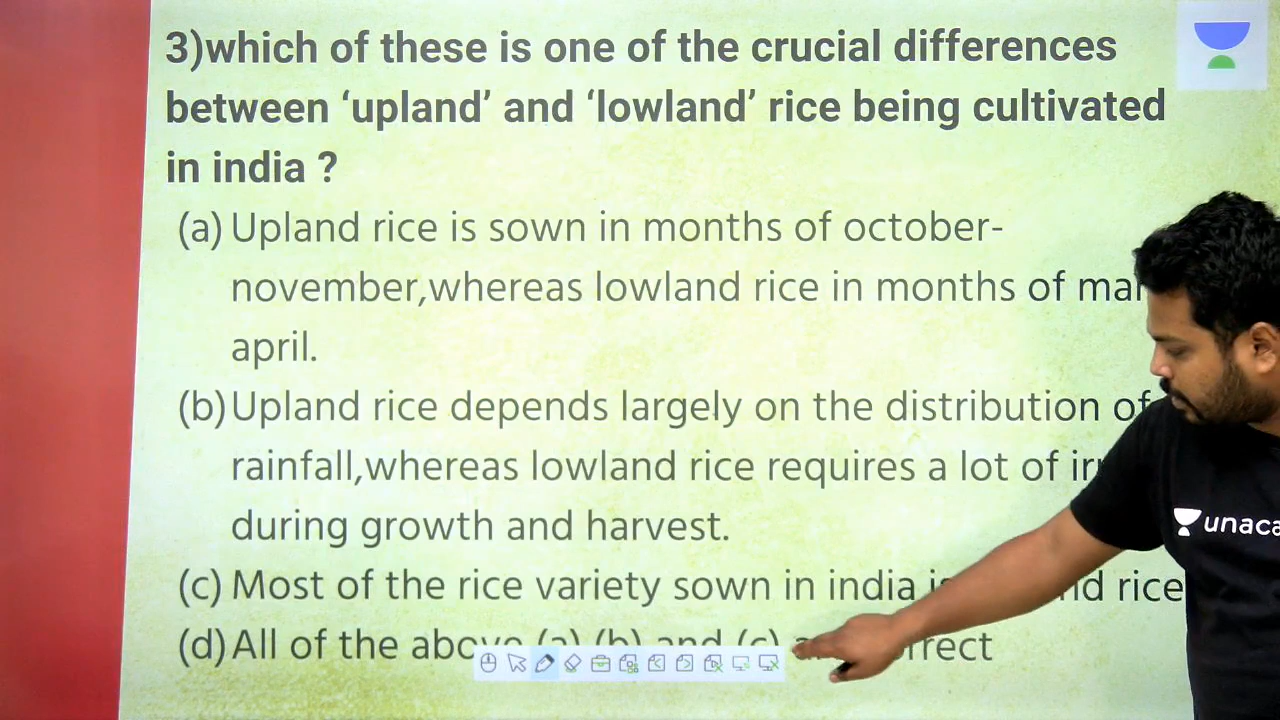 3)which of these is one of the crucial differences
between ‘upland’ and ‘lowland’ rice being cultivated
in india ?
(a) Upland rice is sown in months of october-
november,whereas lowland rice in months of
april.
(b)Upland rice depends largely on the distribution of
rainfall,whereas lowland rice requires a lot of
during growth and harvest.
(c) Most of the rice variety sown in india rice
(d)All of the above (a) (b) and (c)
unaca